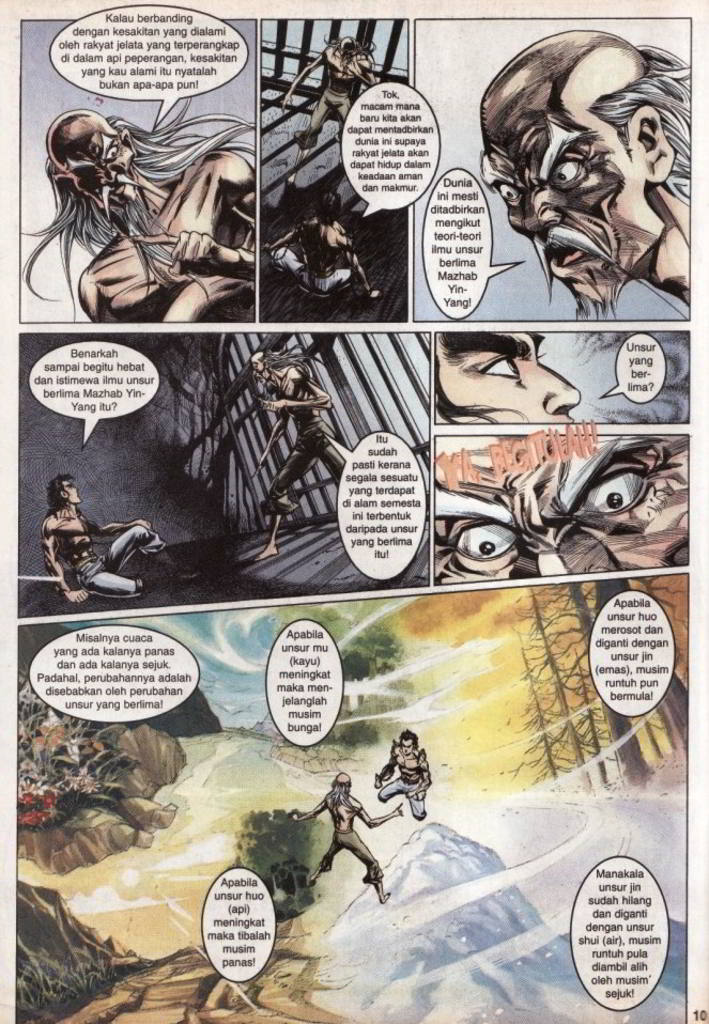 Kalau berbanding
dengan kesakitan yang dialami
oleh rakyat jelata yang terperangkap
di dalam api peperangan, kesakitan
yang kau alami itu nyatalah
bukan apa-apa pun!
Tok,
macam mana
baru kita akan
dapat mentadbirkan
dunia ini supaya
rakyat jelata akan
dapat hidup dalam
keadaan aman
dan makmur.
Dunia
ini mesti
ditadbirkan
mengikut
teori-teori
ilmu unsur
berlima
Mazhab
Yin-
Yang!
Benarkah
sampai begitu hebat
dan istimewa ilmu unsur
berlima Mazhab Yin-
Yang itu?
Itu
sudah
pasti kerana
segala sesuatu
yang terdapat
di alam semesta
ini terbentuk
daripada unsur
yang berlima
itu!
Unsur
yang
ber-
lima?
YA, BEGITULAH!
Misalnya cuaca
yang ada kalanya panas
dan ada kalanya sejuk.
Padahal, perubahannya adalah
disebabkan oleh perubahan
unsur yang berlima!
Apabila
unsur mu
(kayu)
meningkat
maka men-
jelanglah
musim
bunga!
Apabila
unsur huo
merosot dan
diganti dengan
unsur jin
(emas), musim
runtuh pun
bermula!
Apabila
unsur huo
(api)
meningkat
maka tibalah
musim
panas!
Manakala
unsur jin
sudah hilang
dan diganti
dengan unsur
shui (air), musim
runtuh pula
diambil alih
oleh musim
sejuk!
10